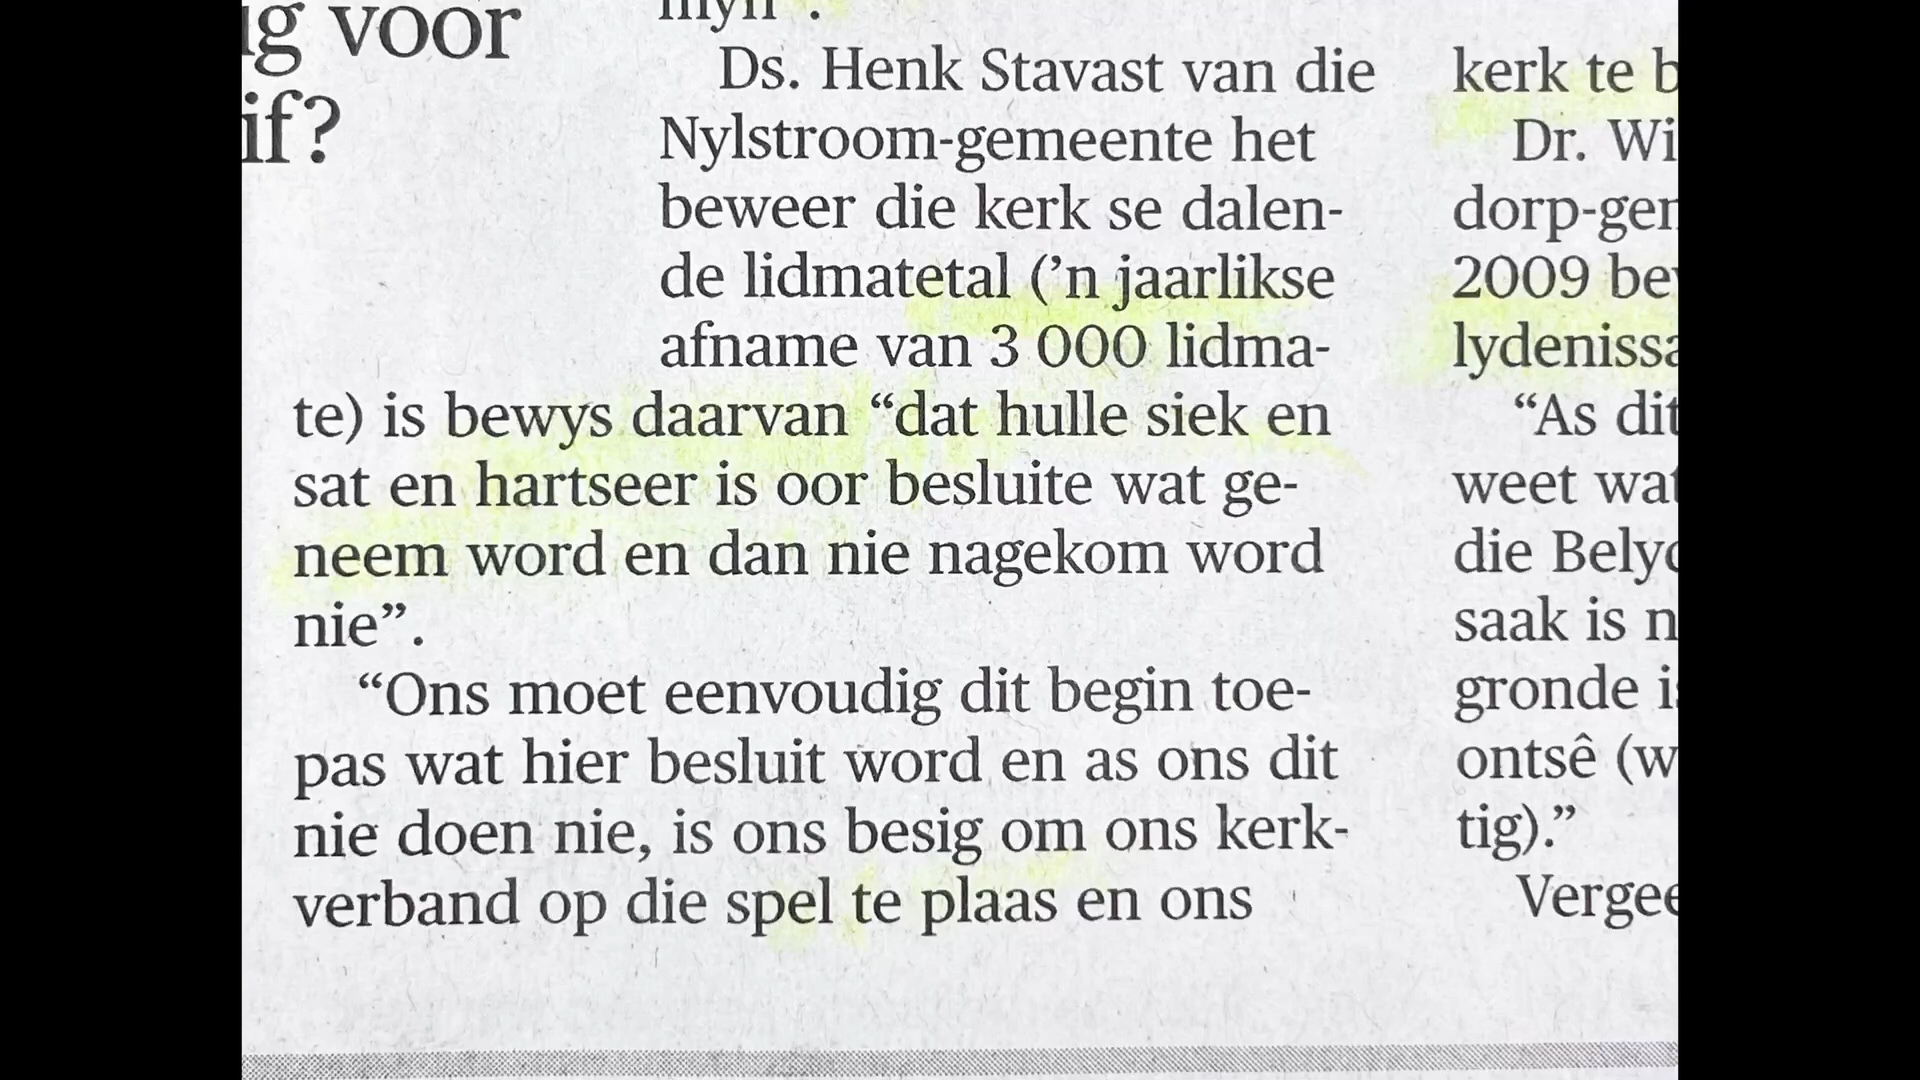 voor
if?
Ds. Henk Stavast van die
Nylstroom-gemeente het
beweer die kerk se dalen-
de lidmatetal (’n jaarlikse
afname van 3 000 lidma-
te) is bewys daarvan “dat hulle siek en
sat en hartseer is oor besluite wat ge-
neem word en dan nie nagekom word
nie”.
“Ons moet eenvoudig dit begin toe-
pas wat hier besluit word en as ons dit
nie doen nie, is ons besig om ons kerk-
verband op die spel te plaas en ons
kerk te b
Dr. Wi
dorp-gem
2009 bew
lydenissa
“As dit
weet wat
die Belyd
saak is n
gronde is
ontsê (w
tig).”
Vergee